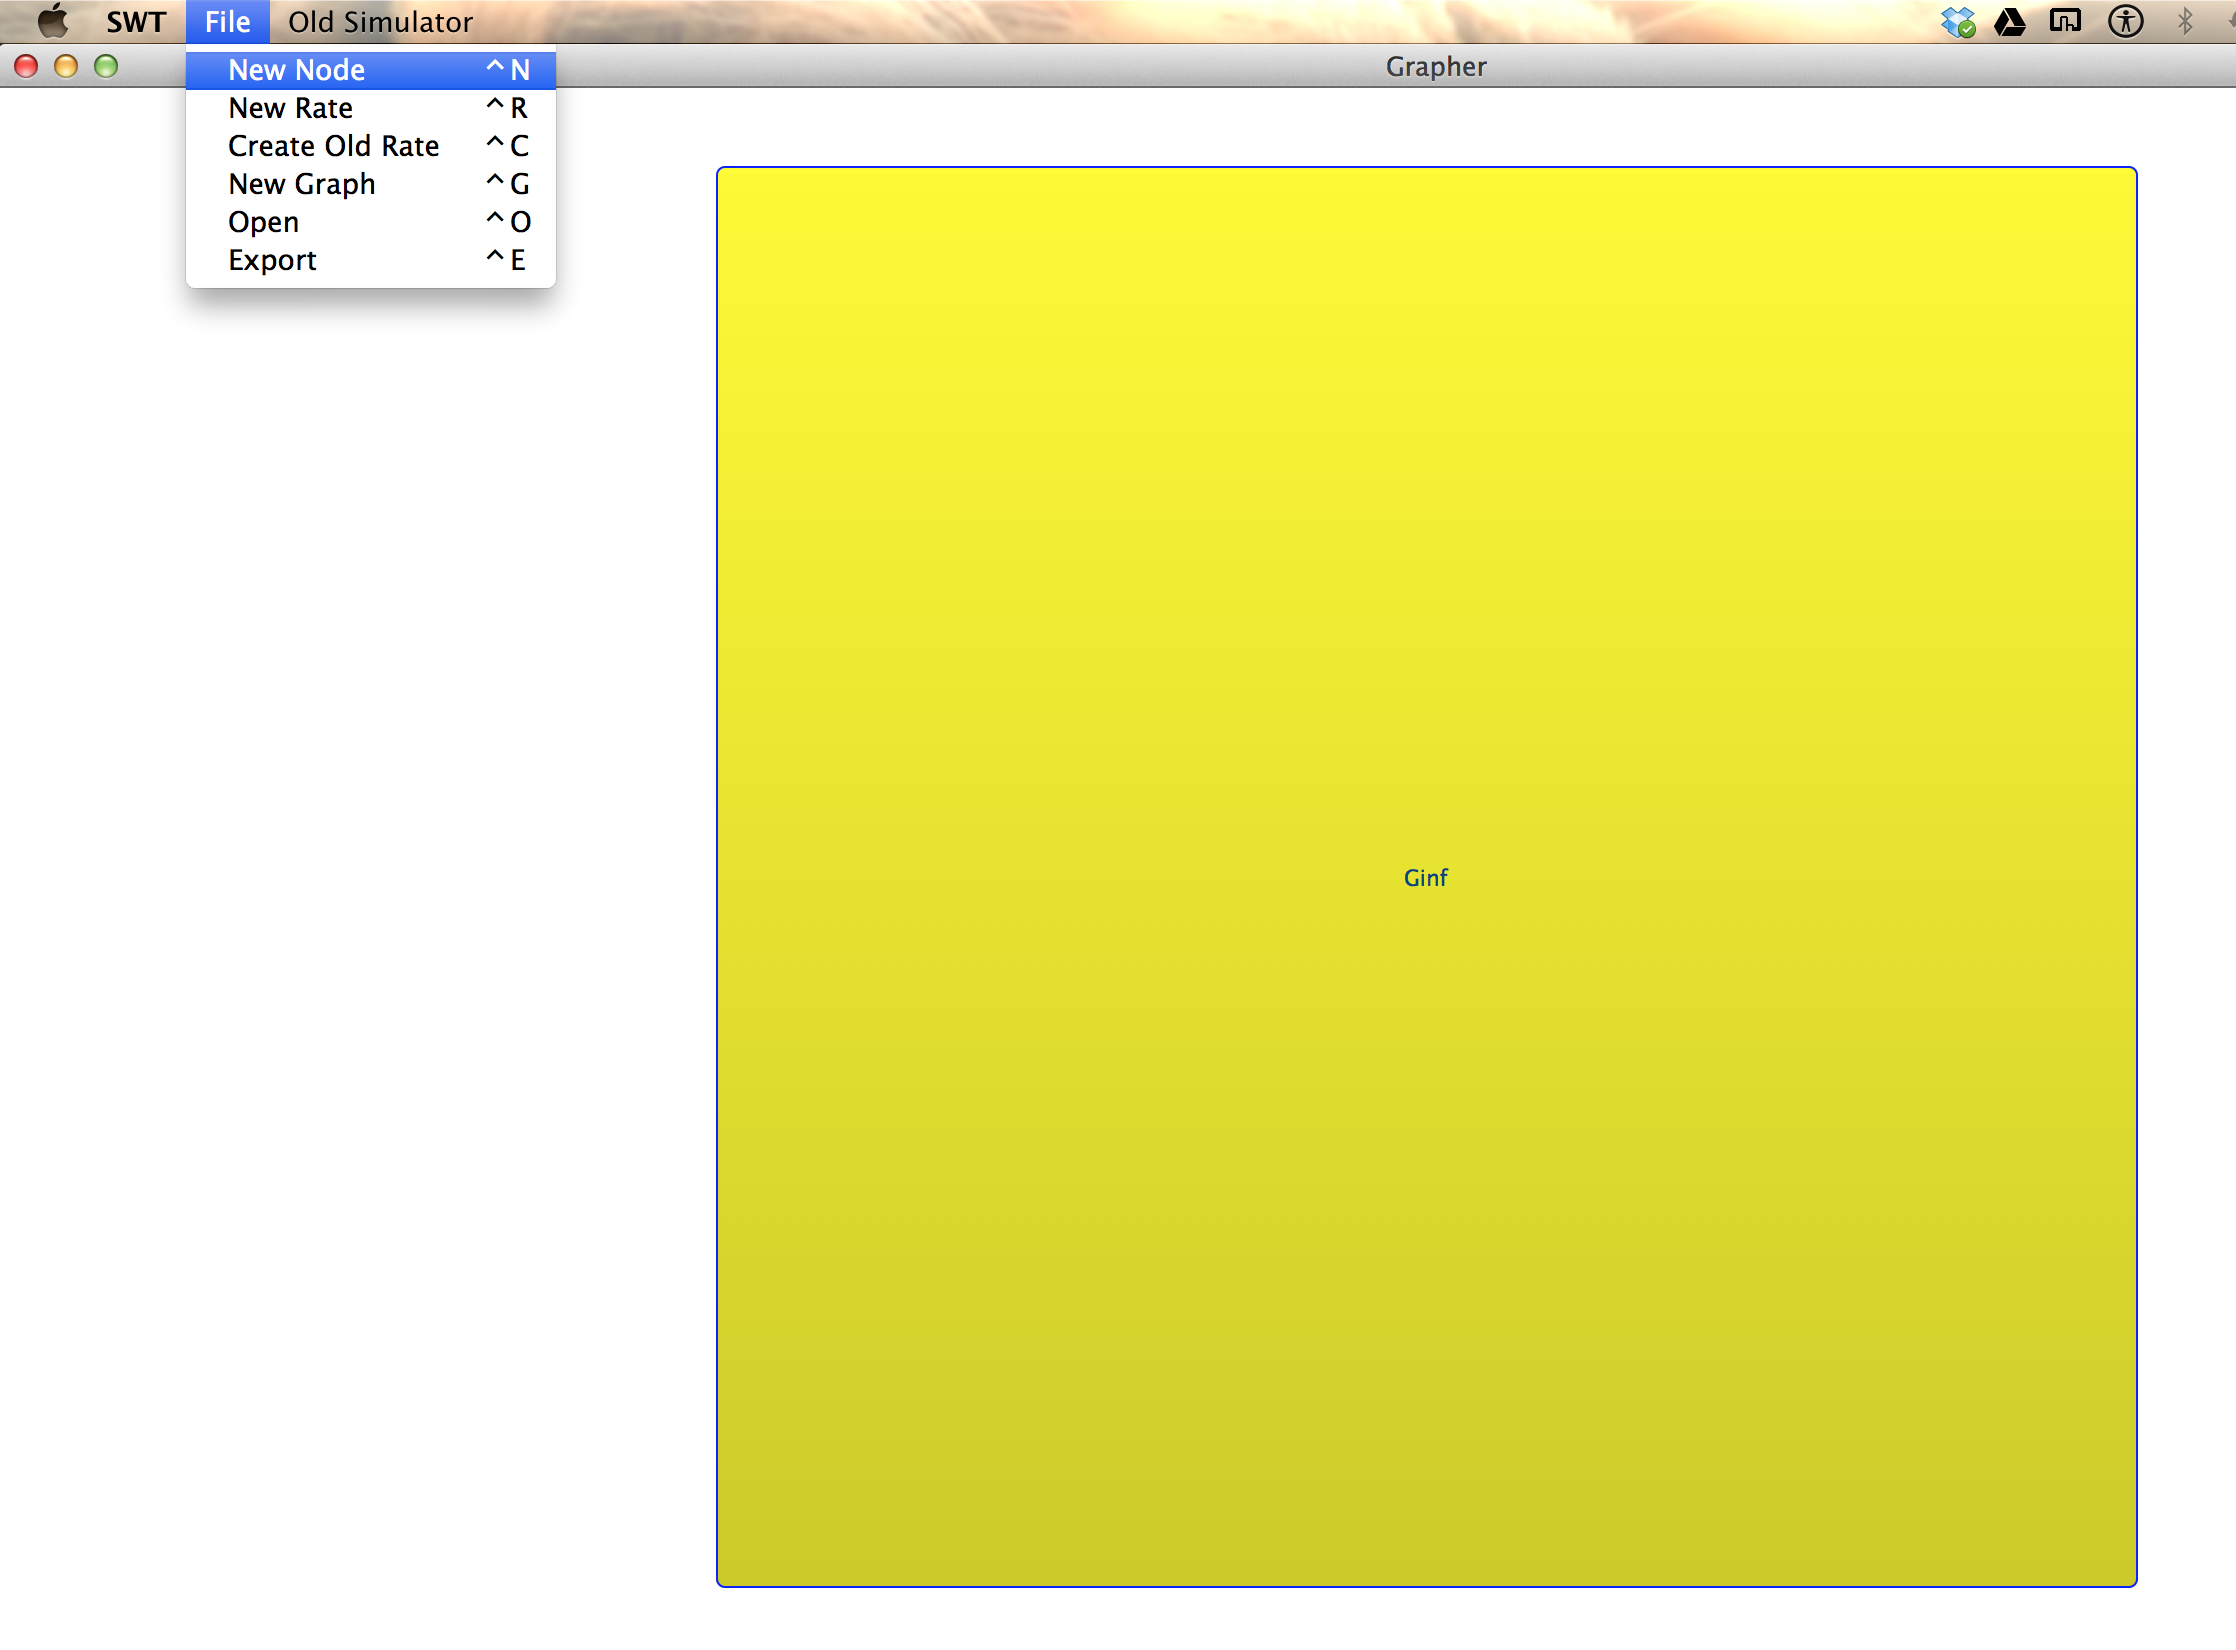 SWT File Old Simulator
Grapher
New Node ^N
New Rate ^R
Create Old Rate ^C
New Graph ^G
Open ^O
Export ^E
Ginf